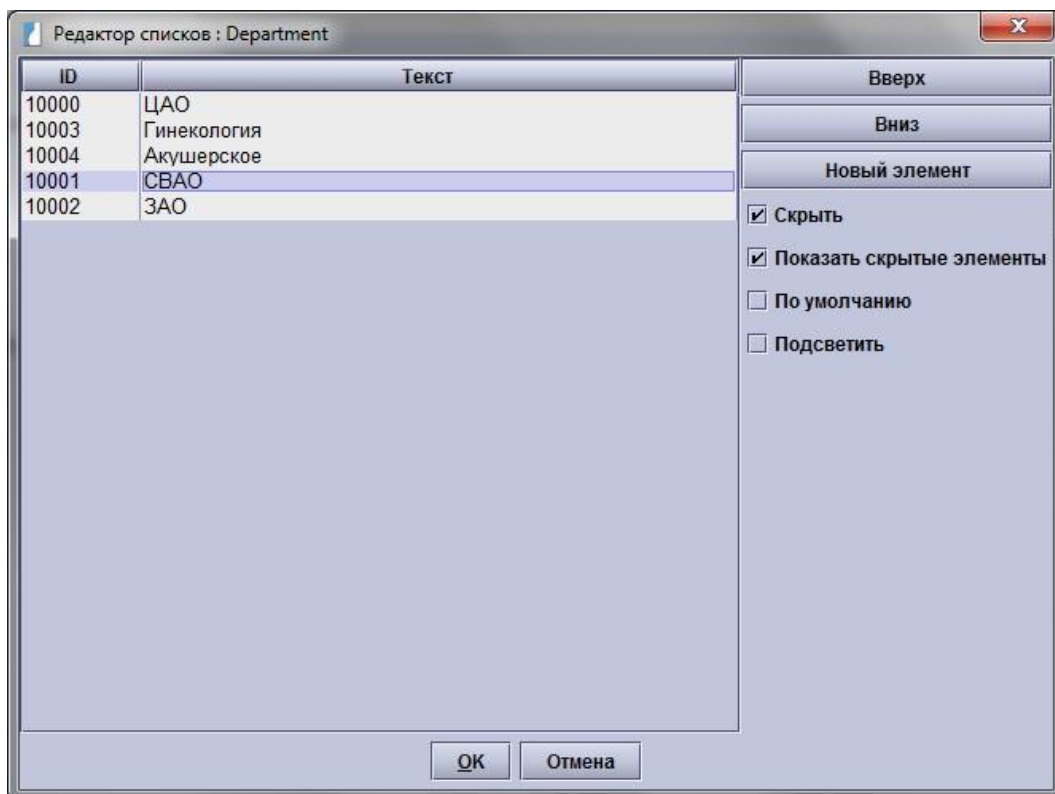 Редактор списков : Department
ID Текст
10000 ЦАО
10003 Гинекология
10004 Акушерское
10001 СВАО
10002 ЗАО
Вверх
Вниз
Новый элемент
Скрыть
Показать скрытые элементы
По умолчанию
Подсветить
OK Отмена